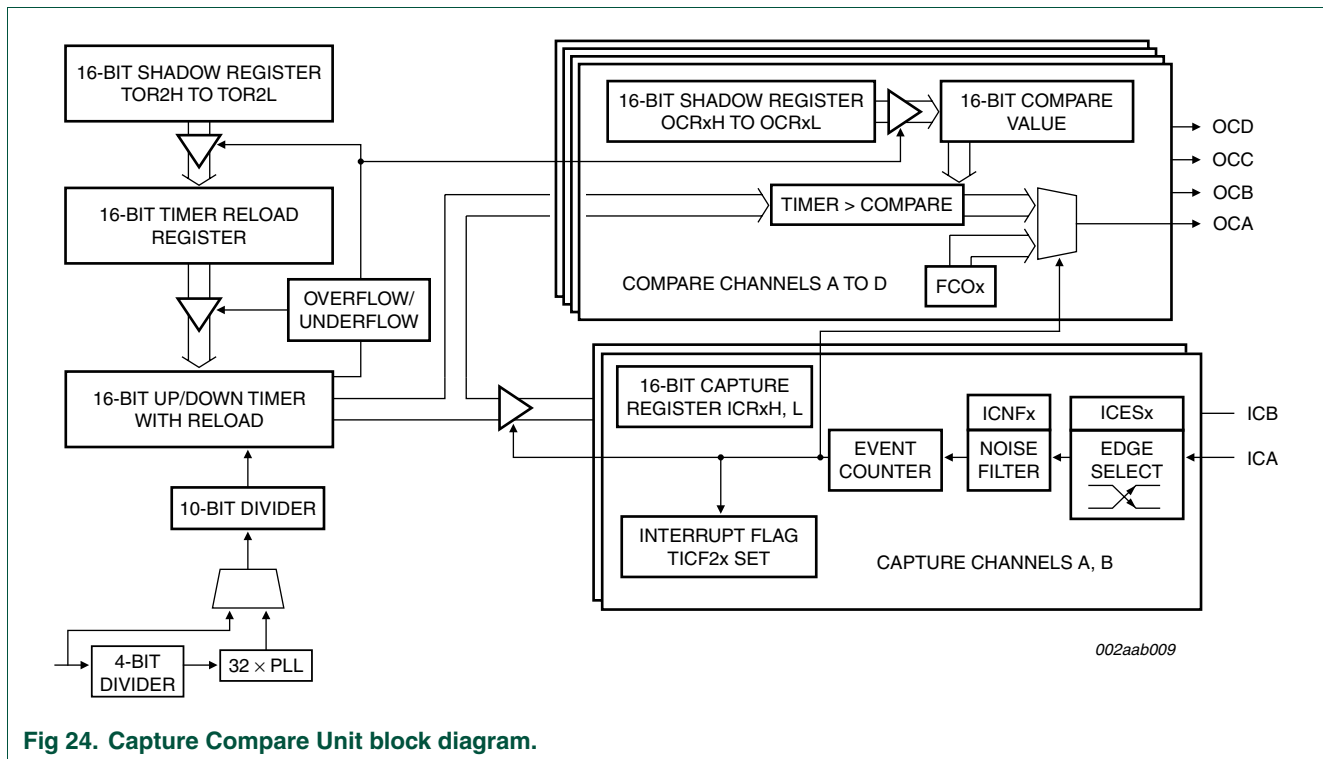 16-BIT SHADOW REGISTER
TOR2H TO TOR2L
16-BIT TIMER RELOAD
REGISTER
OVERFLOW/
UNDERFLOW
16-BIT UP/DOWN TIMER
WITH RELOAD
10-BIT DIVIDER
4-BIT
DIVIDER
32 × PLL
16-BIT SHADOW REGISTER
OCRxH TO OCRxL
16-BIT COMPARE
VALUE
TIMER > COMPARE
FCOx
COMPARE CHANNELS A TO D
OCD
OCC
OCB
OCA
16-BIT CAPTURE
REGISTER ICRxH, L
EVENT
COUNTER
ICNFx
NOISE
FILTER
ICESx
EDGE
SELECT
ICB
ICA
INTERRUPT FLAG
TICF2x SET
CAPTURE CHANNELS A, B
002aab009
Fig 24. Capture Compare Unit block diagram.